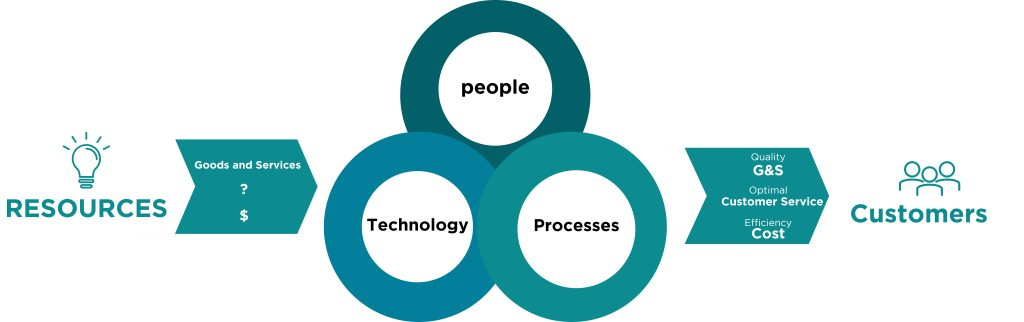 RESOURCES
Goods and Services
?
$
people
Technology
Processes
Quality
G&S
Optimal
Customer Service
Efficiency
Cost
Customers